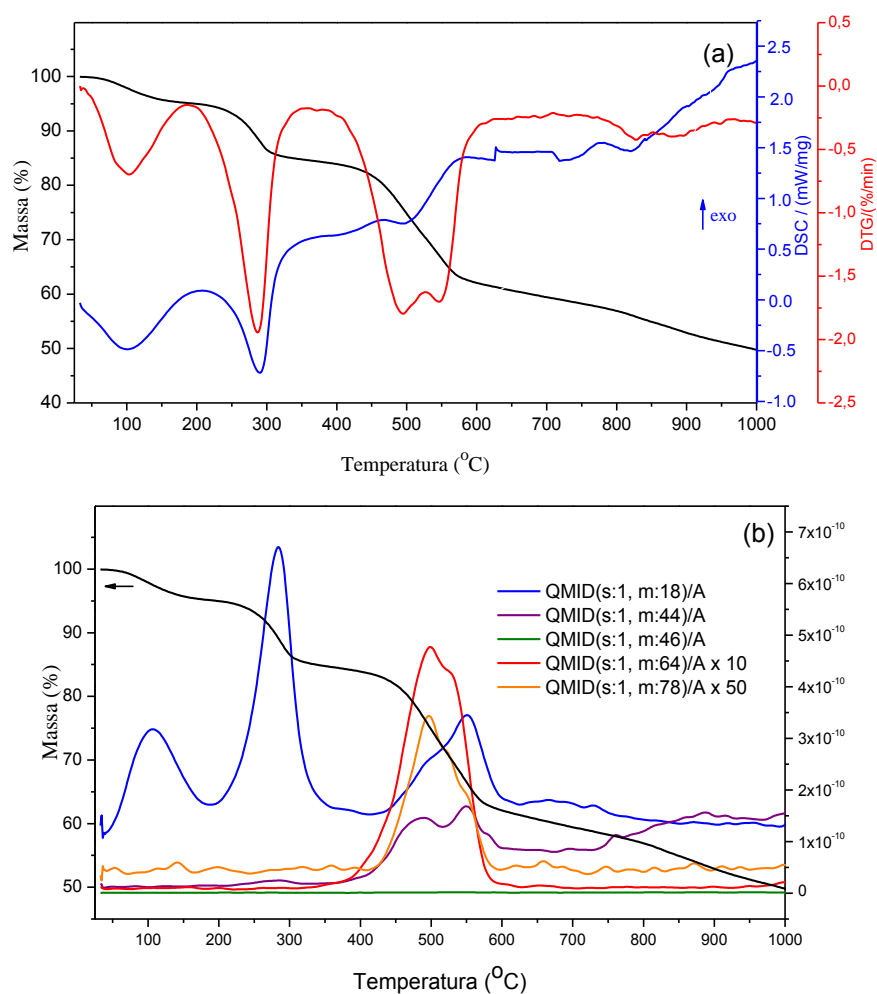 (a)
Massa (%)
100
90
80
70
60
50
40
100 200 300 400 500 600 700 800 900 1000
Temperatura (°C)
2.5
2.0
1.5
1.0
0.5
0.0
-0.5
-1.0
DSC / (mW/mg)
exo
0,5
0,0
-0,5
-1,0
-1,5
-2,0
-2,5
DTG/(%/min)
(b)
Massa (%)
100
90
80
70
60
50
QMID(s:1, m:18)/A
QMID(s:1, m:44)/A
QMID(s:1, m:46)/A
QMID(s:1, m:64)/A x 10
QMID(s:1, m:78)/A x 50
7x10⁻¹⁰
6x10⁻¹⁰
5x10⁻¹⁰
4x10⁻¹⁰
3x10⁻¹⁰
2x10⁻¹⁰
1x10⁻¹⁰
0
100 200 300 400 500 600 700 800 900 1000
Temperatura (°C)